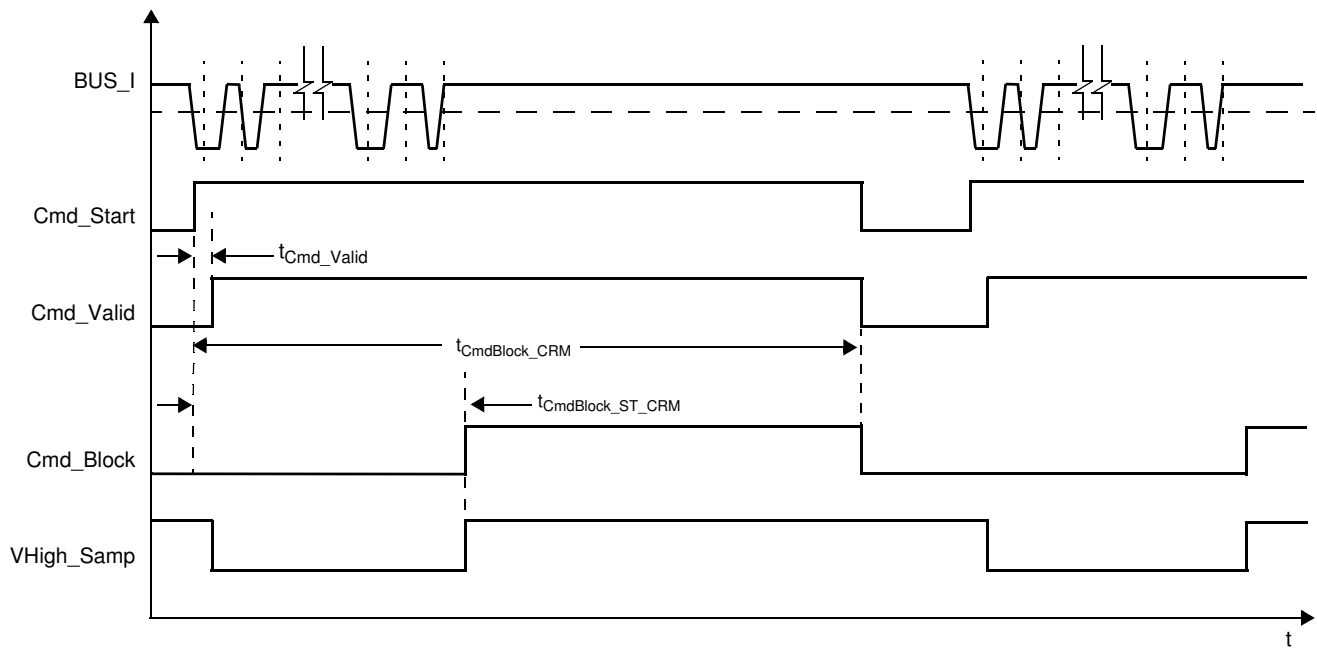 BUS_I
Cmd_Start
tCmd_Valid
Cmd_Valid
tCmdBlock_CRM
tCmdBlock_ST_CRM
Cmd_Block
VHigh_Samp
t